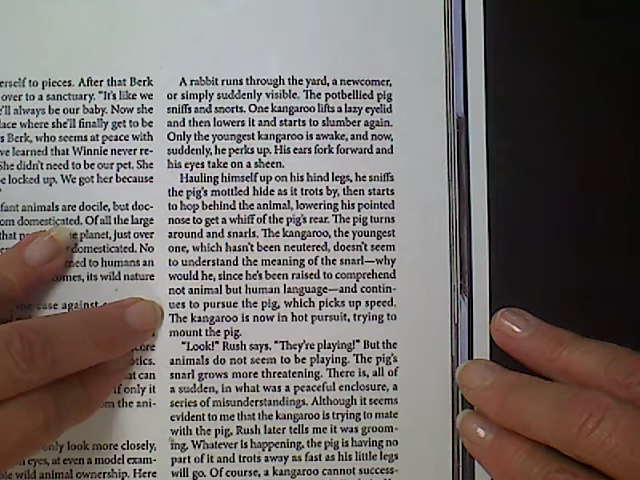 erself to pieces. After that Berk
over to a sanctuary. "It's like we
'll always be our baby. Now she
lace where she'll finally get to be
s Berk, who seems at peace with
ve learned that Winnie never re-
She didn't need to be our pet. She
be locked up. We got her because
fant animals are docile, but doc-
om domesticated. Of all the large
that planet, just over
domesticated. No
to humans an
its wild nature
case against
if only it
the ani-
only look more closely,
eyes, at even a model exam-
wild animal ownership. Here
A rabbit runs through the yard, a newcomer,
or simply suddenly visible. The potbellied pig
sniffs and snorts. One kangaroo lifts a lazy eyelid
and then lowers it and starts to slumber again.
Only the youngest kangaroo is awake, and now,
suddenly, he perks up. His ears fork forward and
his eyes take on a sheen.
Hauling himself up on his hind legs, he sniffs
the pig's mottled hide as it trots by, then starts
to hop behind the animal, lowering his pointed
nose to get a whiff of the pig's rear. The pig turns
around and snarls. The kangaroo, the youngest
one, which hasn't been neutered, doesn't seem
to understand the meaning of the snarl—why
would he, since he's been raised to comprehend
not animal but human language—and contin-
ues to pursue the pig, which picks up speed.
The kangaroo is now in hot pursuit, trying to
mount the pig.
"Look!" Rush says. "They're playing!" But the
animals do not seem to be playing. The pig's
snarl grows more threatening. There is, all of
a sudden, in what was a peaceful enclosure, a
series of misunderstandings. Although it seems
evident to me that the kangaroo is trying to mate
with the pig, Rush later tells me it was groom-
ing. Whatever is happening, the pig is having no
part of it and trots away as fast as his little legs
will go. Of course, a kangaroo cannot success-